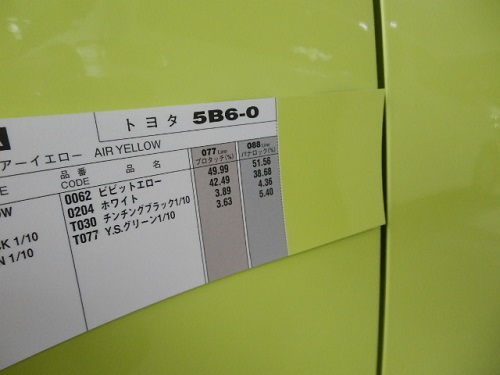 トヨタ 5B6-0
アーイエロー AIR YELLOW
品番 CODE 品名
077 Line プロタッチ(%)
088 Line パナロック(%)
0062 ビビットエロー 49.99 51.56
0204 ホワイト 42.49 38.68
T030 チンチングブラック1/10 3.89 4.36
T077 Y.S.グリーン1/10 3.63 5.40
CK 1/10
N 1/10